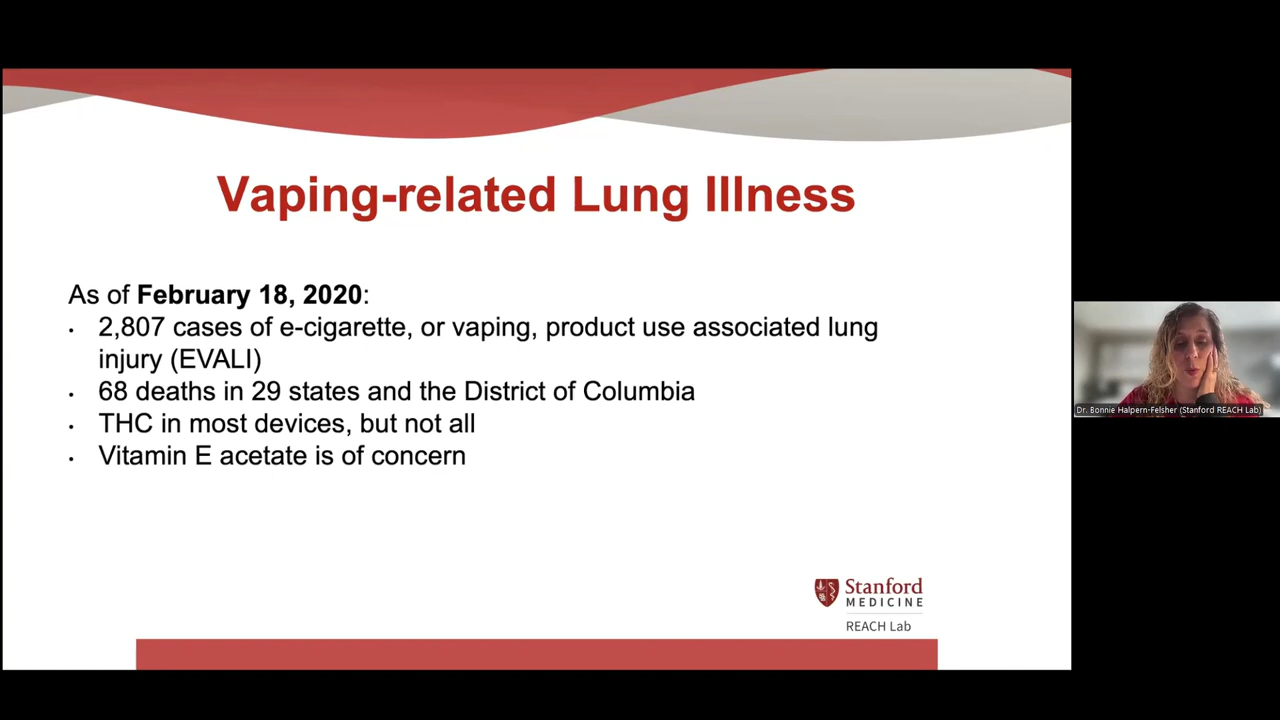 Vaping-related Lung Illness
As of February 18, 2020:
• 2,807 cases of e-cigarette, or vaping, product use associated lung
injury (EVALI)
• 68 deaths in 29 states and the District of Columbia
• THC in most devices, but not all
• Vitamin E acetate is of concern
Stanford
MEDICINE
REACH Lab
Dr. Bonnie Halpern-Felsher (Stanford REACH Lab)